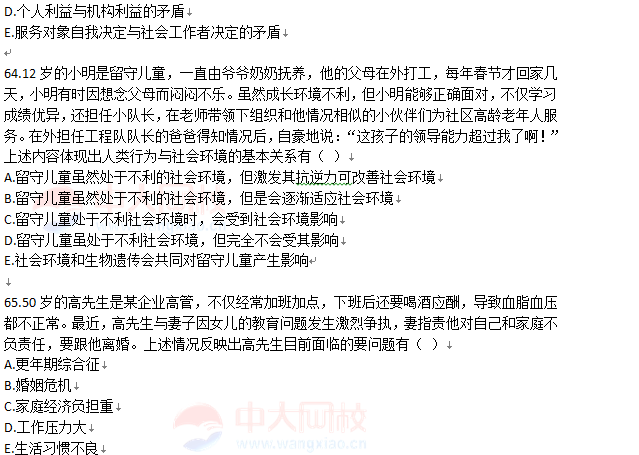 D.个人利益与机构利益的矛盾
E.服务对象自我决定与社会工作者决定的矛盾
64.12 岁的小明是留守儿童，一直由爷爷奶奶抚养，他的父母在外打工，每年春节才回家几
天，小明有时因想念父母而闷闷不乐。虽然成长环境不利，但小明能够正确面对，不仅学习
成绩优异，还担任小队长，在老师带领下组织和他情况相似的小伙伴们为社区高龄老年人服
务。在外担任工程队队长的爸爸得知情况后，自豪地说：“这孩子的领导能力超过我了啊！”
上述内容体现出人类行为与社会环境的基本关系有（ ）
A.留守儿童虽然处于不利的社会环境，但激发其抗逆力可改善社会环境
B.留守儿童虽然处于不利的社会环境，但是会逐渐适应社会环境
C.留守儿童处于不利社会环境时，会受到社会环境影响
D.留守儿童虽处于不利社会环境，但完全不会受其影响
E.社会环境和生物遗传会共同对留守儿童产生影响
65.50 岁的高先生是某企业高管，不仅经常加班加点，下班后还要喝酒应酬，导致血脂血压
都不正常。最近，高先生与妻子因女儿的教育问题发生激烈争执，妻指责他对自己和家庭不
负责任，要跟他离婚。上述情况反映出高先生目前面临的要问题有（ ）
A.更年期综合征
B.婚姻危机
C.家庭经济负担重
D.工作压力大
E.生活习惯不良
中大网校
www.wangxiao.cn